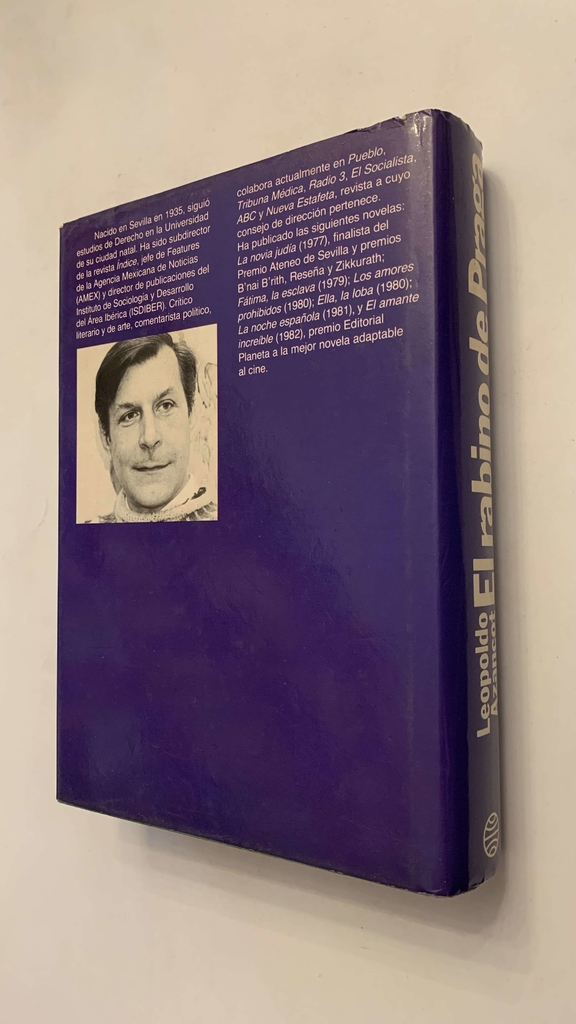 Nacido en Sevilla en 1935, siguió
estudios de Derecho en la Universidad
de su ciudad natal. Ha sido subdirector
de la revista Índice, jefe de Features
de la Agencia Mexicana de Noticias
(AMEX) y director de publicaciones del
Instituto de Sociología y Desarrollo
del Área Ibérica (ISDIBER). Crítico
literario y de arte, comentarista político,
colabora actualmente en Pueblo,
Tribuna Médica, Radio 3, El Socialista,
ABC y Nueva Estafeta, revista a cuyo
consejo de dirección pertenece.
Ha publicado las siguientes novelas:
La novia judía (1977), finalista del
Premio Ateneo de Sevilla y premios
B'nai B'rith, Reseña y Zikkurath;
Fátima, la esclava (1979); Los amores
prohibidos (1980); Ella, la loba (1980);
La noche española (1981), y El amante
increíble (1982), premio Editorial
Planeta a la mejor novela adaptable
al cine.
Leopoldo
Azancot
El rabino de Praga